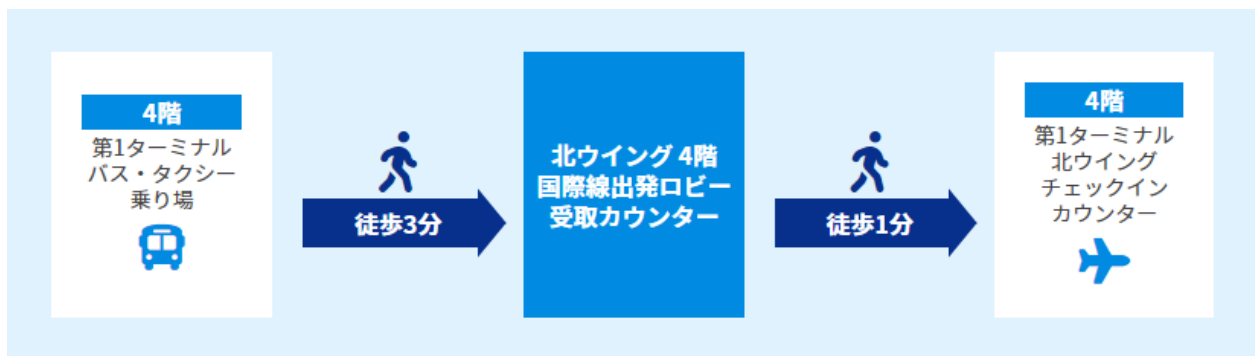 4階
第1ターミナル
バス・タクシー
乗り場
徒歩3分
北ウイング 4階
国際線出発ロビー
受取カウンター
徒歩1分
4階
第1ターミナル
北ウイング
チェックイン
カウンター